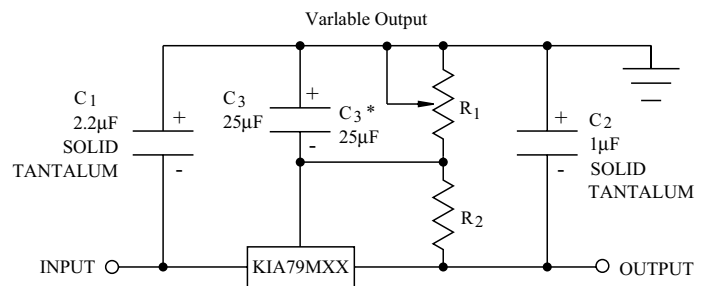 Varlable Output
C1
2.2μF
SOLID
TANTALUM
+
-
C3
25μF
+
C3*
25μF
-
R1
R2
+
-
C2
1μF
SOLID
TANTALUM
INPUT
KIA79MXX
OUTPUT